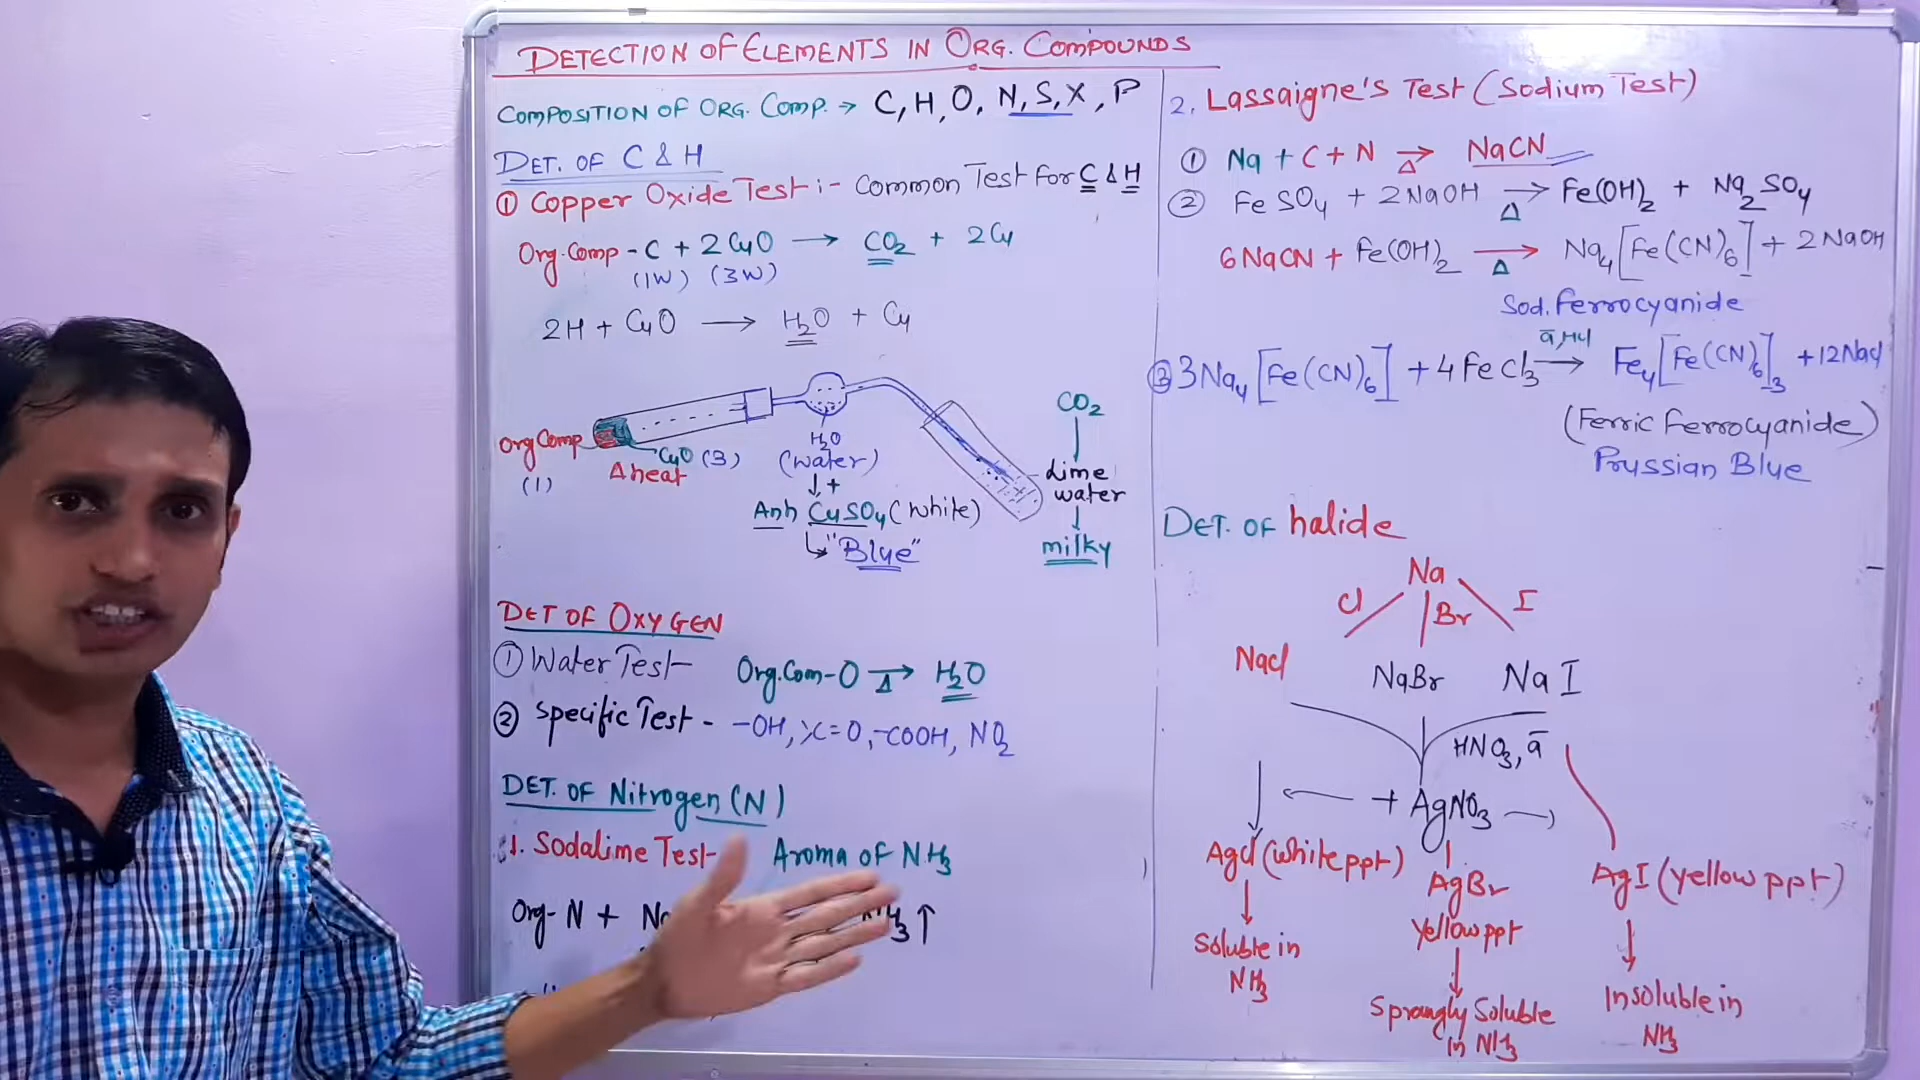 DETECTION OF ELEMENTS IN ORG. COMPOUNDS
COMPOSITION OF ORG. COMP. → C, H, O, N, S, X, P
DET. OF C & H
① Copper Oxide Test :- Common Test for C & H
Org. Comp - C + 2CuO → CO₂ + 2Cu
(1W) (3W)
2H + CuO → H₂O + Cu
Org Comp
(1)
CuO (3)
Δ heat
H₂O
(water)
↓+
Anh CuSO₄ (white)
↳ "Blue"
CO₂
Lime
water
↓
milky
DET OF OXYGEN
① Water Test- Org. Com-O →Δ H₂O
② Specific Test - -OH, >C=O, -COOH, NO₂
DET. OF Nitrogen (N)
1. Sodalime Test- Aroma of NH₃
Org- N + ↑
2. Lassaigne's Test (Sodium Test)
① Na + C + N →Δ NaCN
② FeSO₄ + 2NaOH →Δ Fe(OH)₂ + Na₂SO₄
6NaCN + Fe(OH)₂ →Δ Na₄[Fe(CN)₆] + 2NaOH
Sod. ferrocyanide
③ 3Na₄[Fe(CN)₆] + 4FeCl₃ →ā, HCl Fe₄[Fe(CN)₆]₃ + 12NaCl
(Ferric Ferrocyanide)
Prussian Blue
DET. OF halide
Na
Cl Br I
NaCl NaBr NaI
HNO₃, ā
← + AgNO₃ →
AgCl (white ppt)
↓
Soluble in
NH₃
AgBr
Yellow ppt
↓
Sprangly Soluble
in NH₃
AgI (yellow ppt)
↓
Insoluble in
NH₃